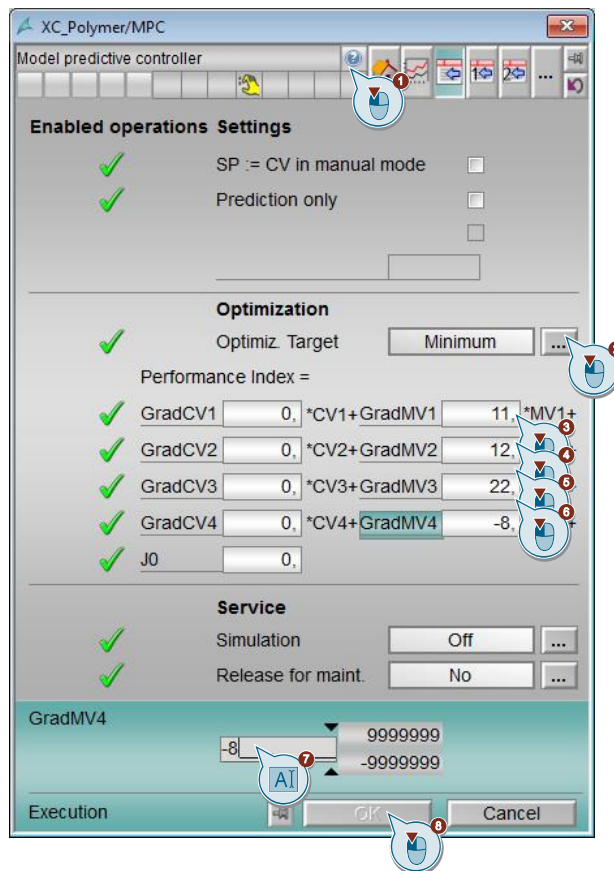 XC_Polymer/MPC
Model predictive controller
1 2 ...
1
Enabled operations Settings
SP := CV in manual mode
Prediction only
Optimization
Optimiz. Target Minimum ...
Performance Index =
GradCV1 0, *CV1+GradMV1 11, *MV1+
3
GradCV2 0, *CV2+GradMV2 12,
4
GradCV3 0, *CV3+GradMV3 22,
5
GradCV4 0, *CV4+GradMV4 -8, +
6
J0 0,
Service
Simulation Off ...
Release for maint. No ...
GradMV4
-8 9999999
-9999999
7
AI
Execution OK Cancel
8